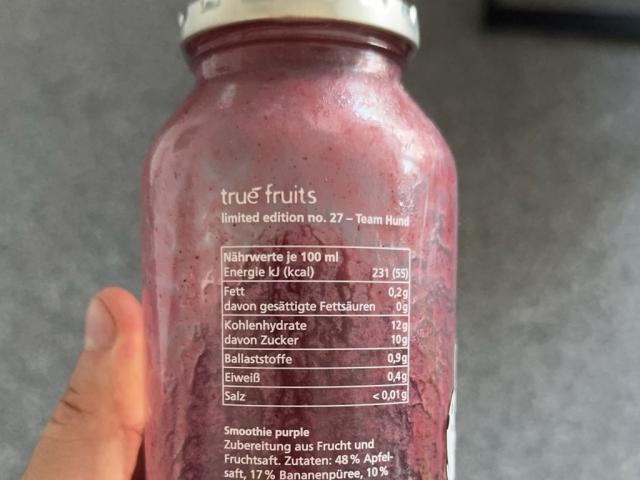 true fruits
limited edition no. 27 – Team Hund
Nährwerte je 100 ml
Energie kJ (kcal) 231 (55)
Fett 0,2g
davon gesättigte Fettsäuren 0g
Kohlenhydrate 12g
davon Zucker 10g
Ballaststoffe 0,9g
Eiweiß 0,4g
Salz < 0,01g
Smoothie purple
Zubereitung aus Frucht und
Fruchtsaft. Zutaten: 48 % Apfel-
saft, 17 % Bananenpüree, 10 %